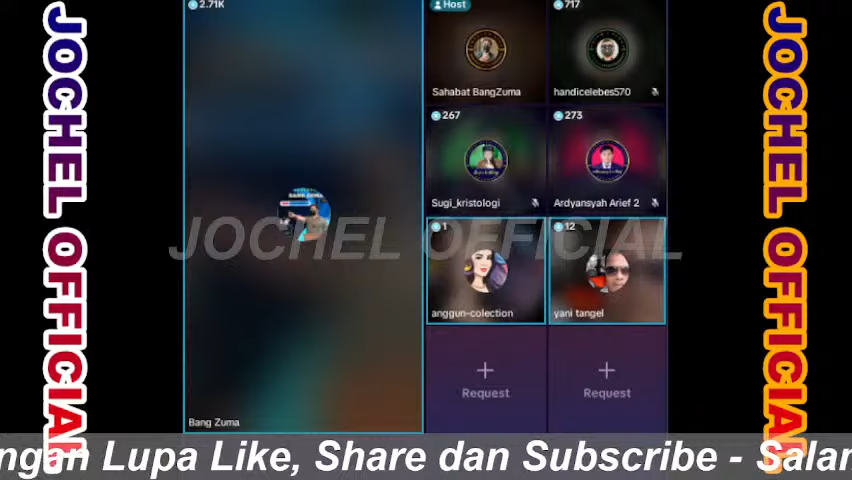 JOCHEL OFFICIAL
2.71K
Host
717
Sahabat BangZuma
handicelebes570
267
273
Sugi_kristologi
Ardyansyah Arief 2
JOCHEL OFFICIAL
1
12
anggun-colection
yani tangel
Request
Request
Bang Zuma
JOCHEL OFFICIAL
ngan Lupa Like, Share dan Subscribe - Salam